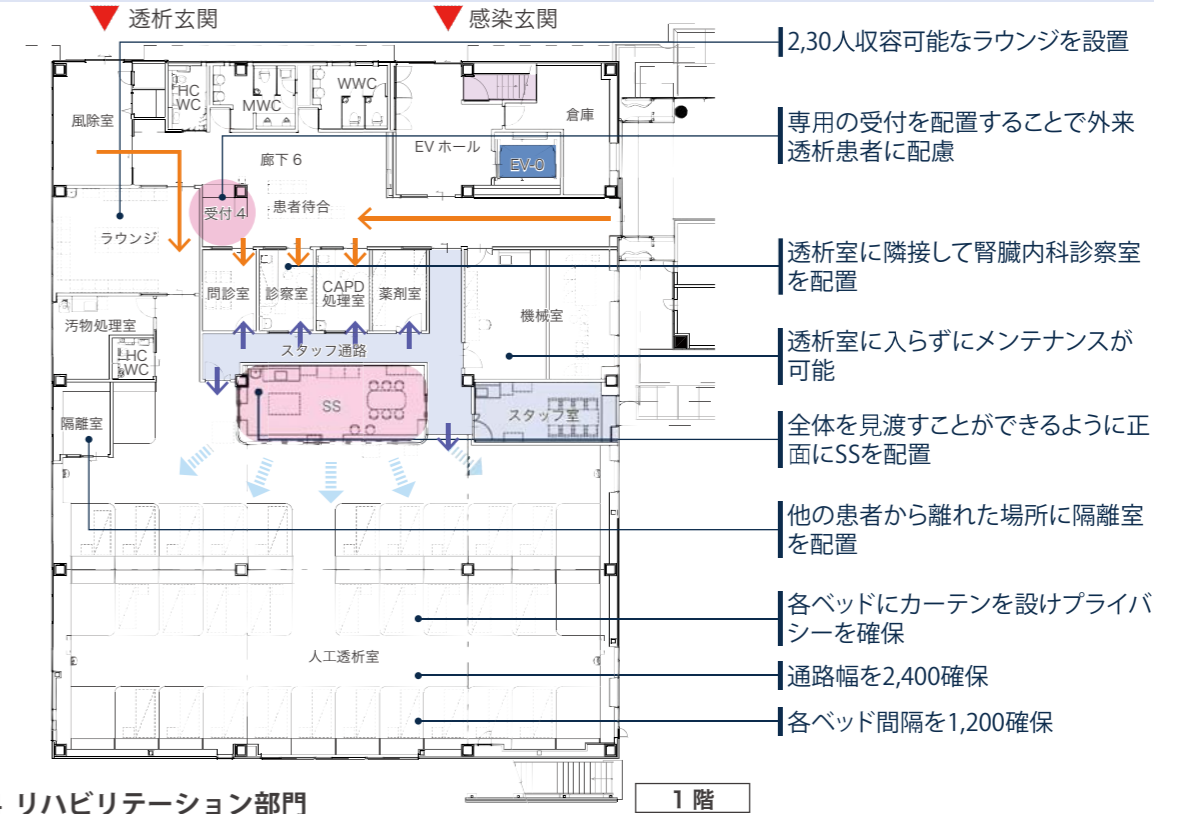 透析玄関
感染玄関
2,30人収容可能なラウンジを設置
HC
WC
MWC
WWC
風除室
倉庫
専用の受付を配置することで外来
透析患者に配慮
EV ホール
EV-0
廊下 6
受付 4
患者待合
ラウンジ
透析室に隣接して腎臓内科診察室
を配置
問診室
診察室
CAPD
処理室
薬剤室
機械室
汚物処理室
HC
WC
スタッフ通路
透析室に入らずにメンテナンスが
可能
SS
スタッフ室
隔離室
全体を見渡すことができるように正
面にSSを配置
他の患者から離れた場所に隔離室
を配置
各ベッドにカーテンを設けプライバ
シーを確保
人工透析室
通路幅を2,400確保
各ベッド間隔を1,200確保
リハビリテーション部門
1 階